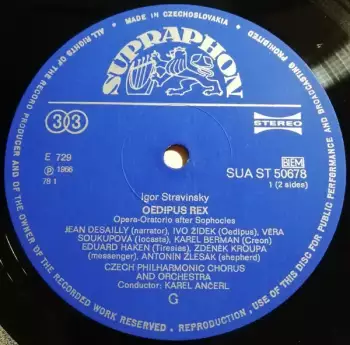 MADE IN CZECHOSLOVAKIA
ALL RIGHTS OF THE RECORD PRODUCER AND OF THE OWNER OF THE RECORDED WORK RESERVED REPRODUCTION, USE OF THIS RECORD FOR PUBLIC PERFORMANCE AND BROADCASTING PROHIBITED
SUPRAPHON
33
STEREO
E 729
BIEM
℗ 1966
SUA ST 50678
78 1
1 (2 sides)
Igor Stravinsky
OEDIPUS REX
Opera-Oratorio after Sophocles
JEAN DESAILLY (narrator), IVO ŽÍDEK (Oedipus), VĚRA
SOUKUPOVÁ (Iocasta), KAREL BERMAN (Creon)
EDUARD HAKEN (Tiresias), ZDENĚK KROUPA
(messenger), ANTONÍN ZLESÁK (shepherd)
CZECH PHILHARMONIC CHORUS
AND ORCHESTRA
Conductor: KAREL ANČERL
G